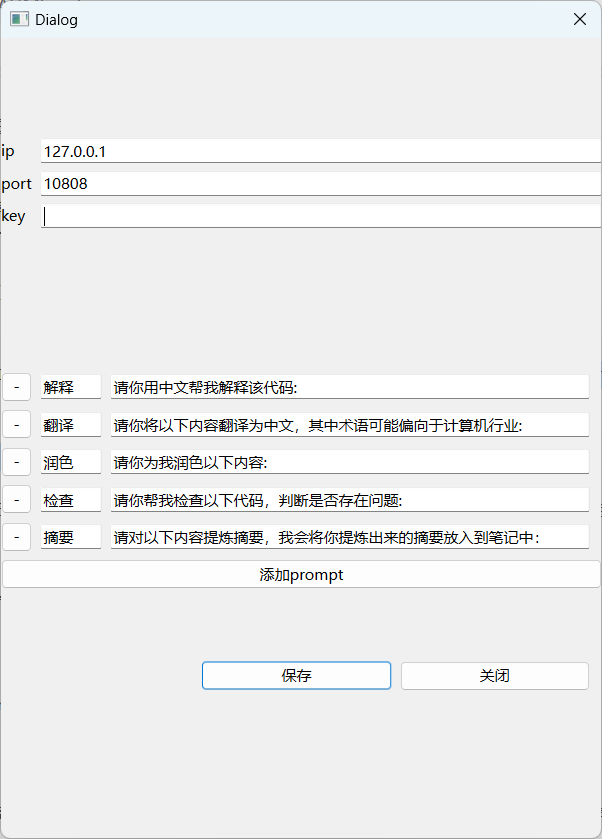 Dialog
ip 127.0.0.1
port 10808
key
- 解释 请你用中文帮我解释该代码:
- 翻译 请你将以下内容翻译为中文，其中术语可能偏向于计算机行业:
- 润色 请你为我润色以下内容:
- 检查 请你帮我检查以下代码，判断是否存在问题:
- 摘要 请对以下内容提炼摘要，我会将你提炼出来的摘要放入到笔记中：
添加prompt
保存 关闭